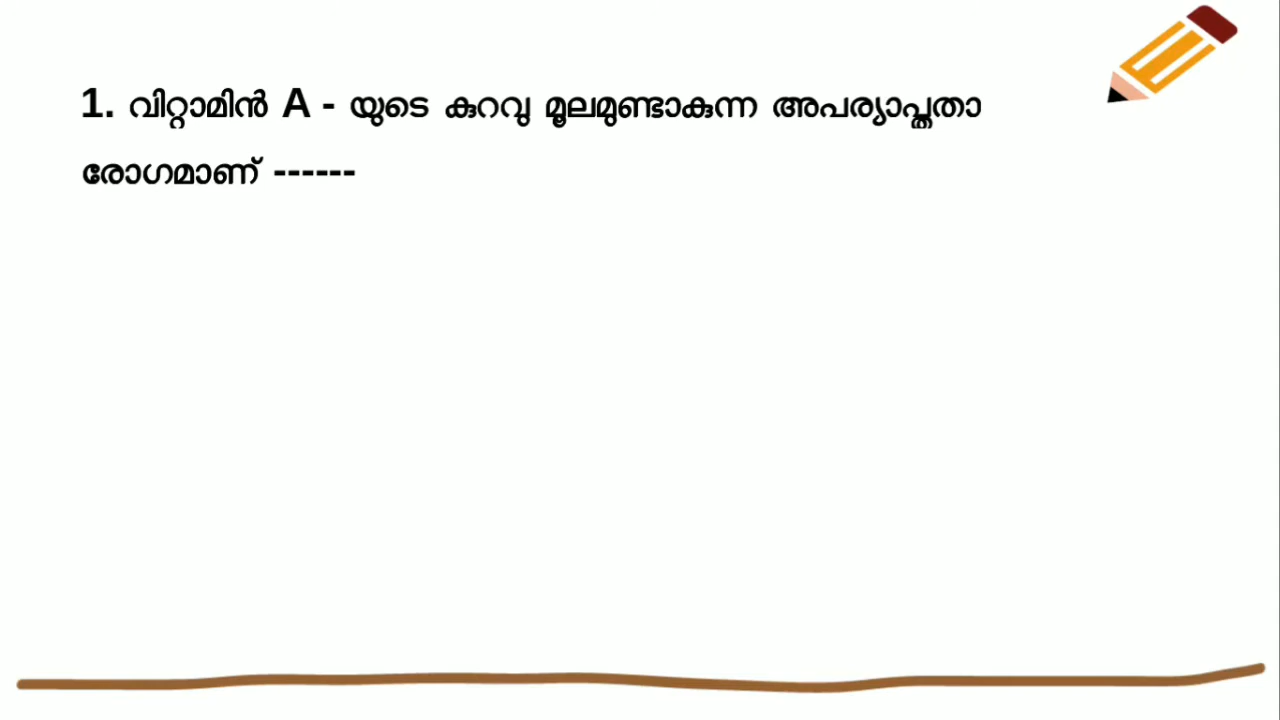 1. വിറ്റാമിൻ A - യുടെ കുറവു മൂലമുണ്ടാകുന്ന അപര്യാപ്തതാ
രോഗമാണ് ------